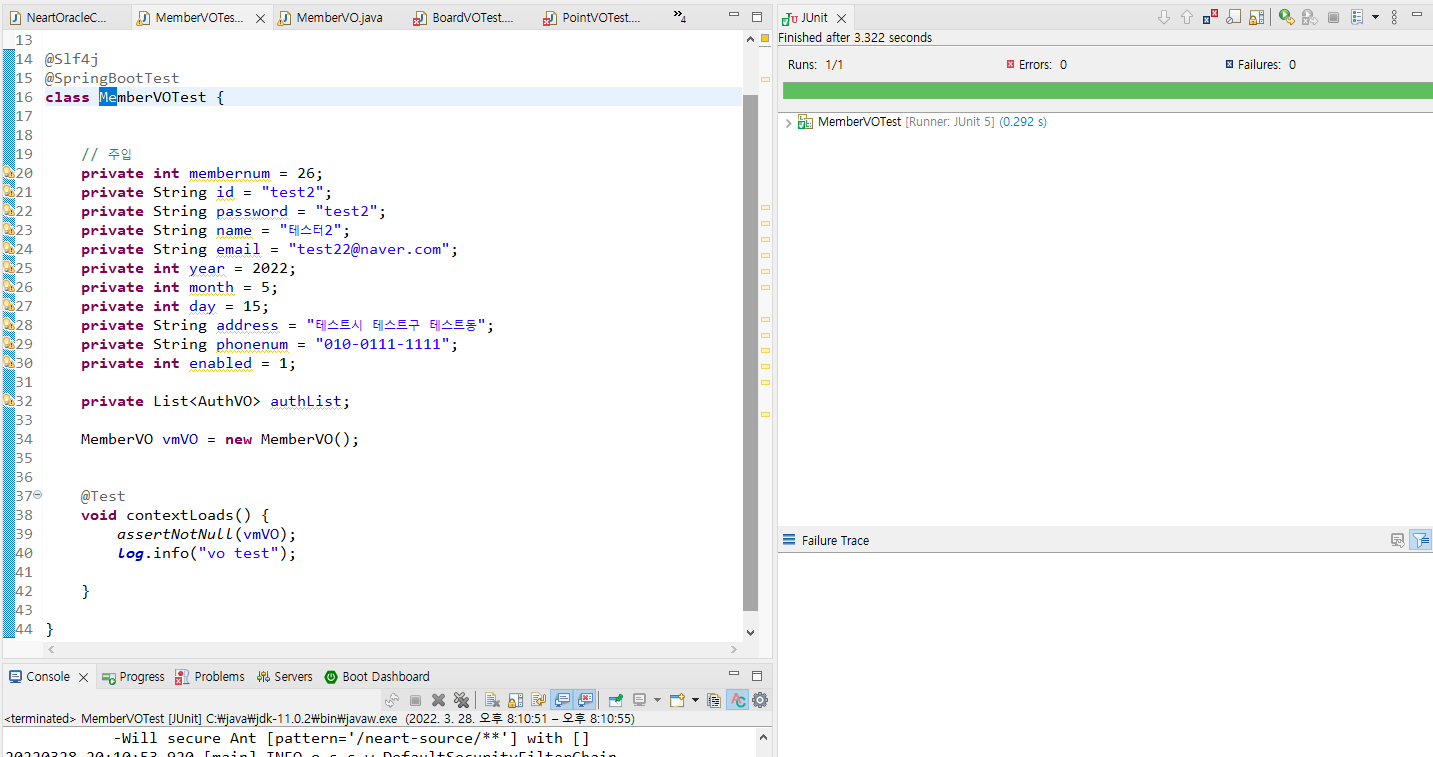 NeartOracleC...
MemberVOTes...
MemberVO.java
BoardVOTest....
PointVOTest....
»4
13
14 @Slf4j
15 @SpringBootTest
16 class MemberVOTest {
17
18
19 // 주입
20 private int membernum = 26;
21 private String id = "test2";
22 private String password = "test2";
23 private String name = "테스터2";
24 private String email = "test22@naver.com";
25 private int year = 2022;
26 private int month = 5;
27 private int day = 15;
28 private String address = "테스트시 테스트구 테스트동";
29 private String phonenum = "010-0111-1111";
30 private int enabled = 1;
31
32 private List<AuthVO> authList;
33
34 MemberVO vmVO = new MemberVO();
35
36
37 @Test
38 void contextLoads() {
39 assertNotNull(vmVO);
40 log.info("vo test");
41
42 }
43
44 }
JUnit
Finished after 3.322 seconds
Runs: 1/1 Errors: 0 Failures: 0
MemberVOTest [Runner: JUnit 5] (0.292 s)
Failure Trace
Console Progress Problems Servers Boot Dashboard
<terminated> MemberVOTest [JUnit] C:₩java₩jdk-11.0.2₩bin₩javaw.exe (2022. 3. 28. 오후 8:10:51 – 오후 8:10:55)
-Will secure Ant [pattern='/neart-source/**'] with []
20220328 20:10:53.920 [main] INFO o.s.s.w.DefaultSecurityFilterChain